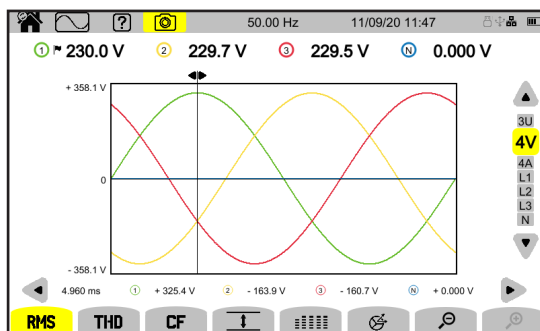 ? 50.00 Hz 11/09/20 11:47
1 230.0 V 2 229.7 V 3 229.5 V N 0.000 V
+ 358.1 V
0
- 358.1 V
3U
4V
4A
L1
L2
L3
N
4.960 ms 1 + 325.4 V 2 - 163.9 V 3 - 160.7 V N + 0.000 V
RMS THD CF